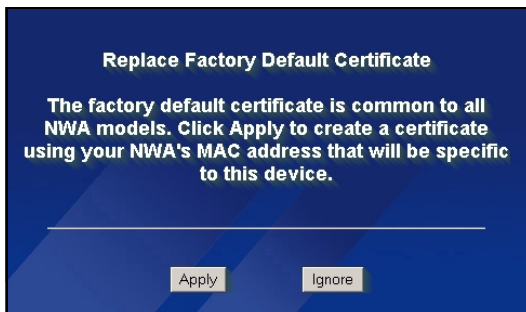 Replace Factory Default Certificate
The factory default certificate is common to all
NWA models. Click Apply to create a certificate
using your NWA's MAC address that will be specific
to this device.
Apply
Ignore